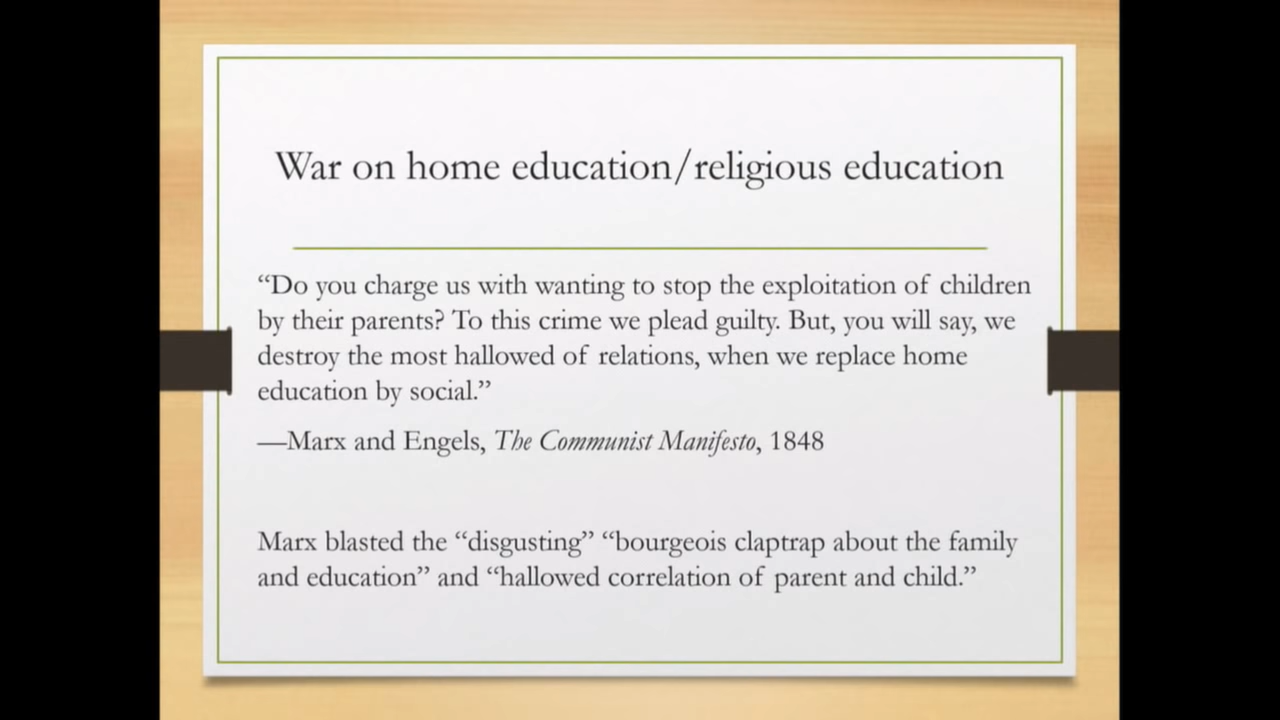 War on home education/religious education
“Do you charge us with wanting to stop the exploitation of children
by their parents? To this crime we plead guilty. But, you will say, we
destroy the most hallowed of relations, when we replace home
education by social.”
—Marx and Engels, The Communist Manifesto, 1848
Marx blasted the “disgusting” “bourgeois claptrap about the family
and education” and “hallowed correlation of parent and child.”